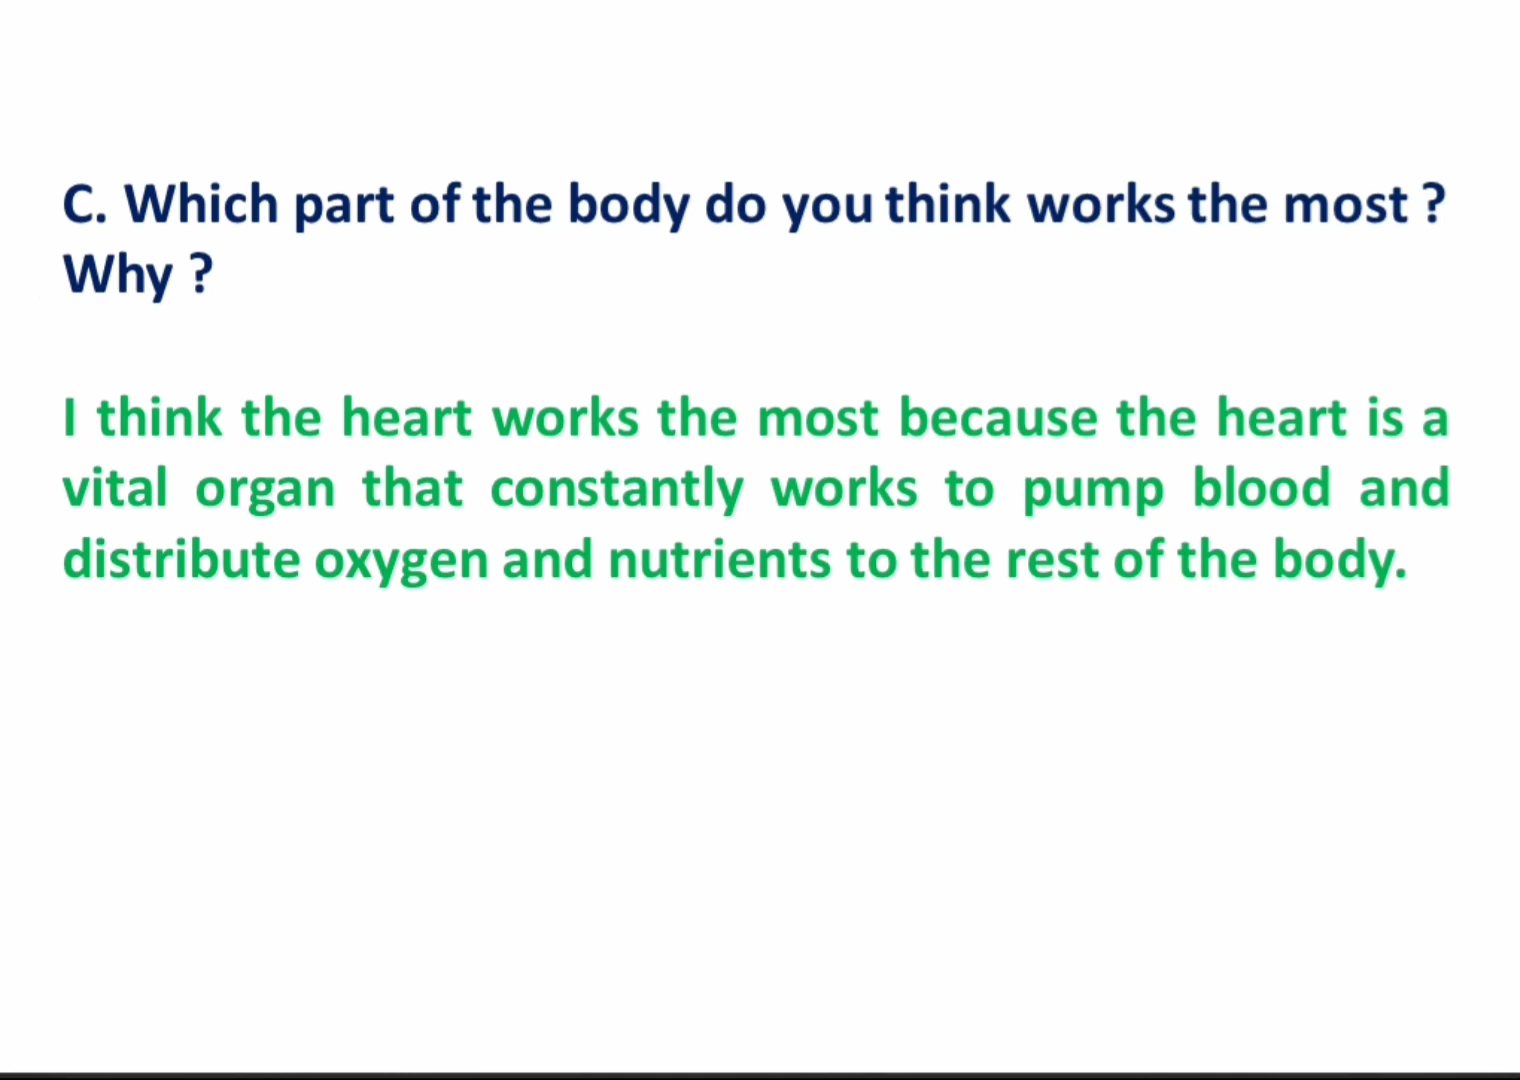 C. Which part of the body do you think works the most ?
Why ?
I think the heart works the most because the heart is a
vital organ that constantly works to pump blood and
distribute oxygen and nutrients to the rest of the body.